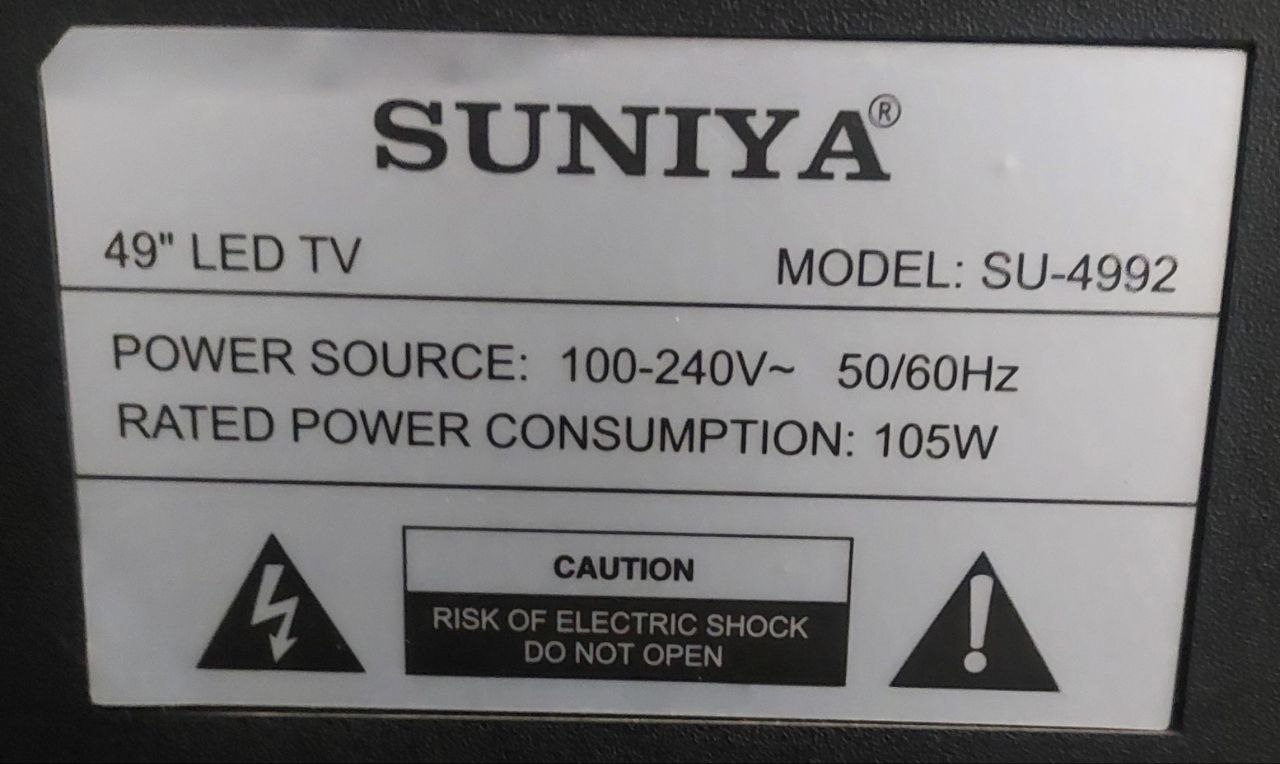 SUNIYA®
49" LED TV MODEL: SU-4992
POWER SOURCE: 100-240V~ 50/60Hz
RATED POWER CONSUMPTION: 105W
CAUTION
RISK OF ELECTRIC SHOCK
DO NOT OPEN